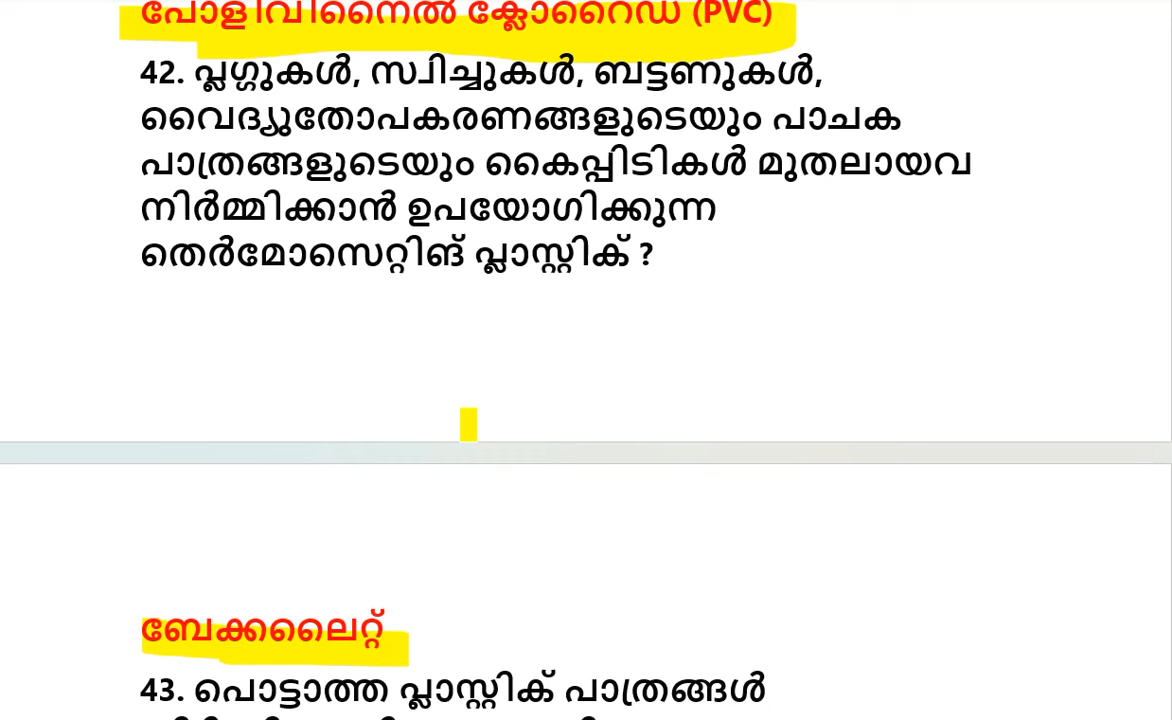 പോളിവിനൈൽ ക്ലോറൈഡ് (PVC)
42. പ്ലഗ്ഗുകൾ, സ്വിച്ചുകൾ, ബട്ടണുകൾ,
വൈദ്യുതോപകരണങ്ങളുടെയും പാചക
പാത്രങ്ങളുടെയും കൈപ്പിടികൾ മുതലായവ
നിർമ്മിക്കാൻ ഉപയോഗിക്കുന്ന
തെർമോസെറ്റിങ് പ്ലാസ്റ്റിക് ?
ബേക്കലൈറ്റ്
43. പൊട്ടാത്ത പ്ലാസ്റ്റിക് പാത്രങ്ങൾ